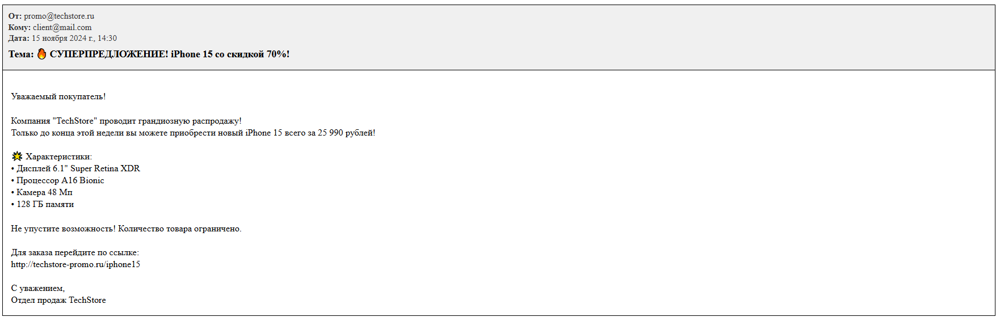 От: promo@techstore.ru
Кому: client@mail.com
Дата: 15 ноября 2024 г., 14:30
Тема: 🔥 СУПЕРПРЕДЛОЖЕНИЕ! iPhone 15 со скидкой 70%!
Уважаемый покупатель!
Компания "TechStore" проводит грандиозную распродажу!
Только до конца этой недели вы можете приобрести новый iPhone 15 всего за 25 990 рублей!
🌟 Характеристики:
• Дисплей 6.1" Super Retina XDR
• Процессор A16 Bionic
• Камера 48 Мп
• 128 ГБ памяти
Не упустите возможность! Количество товара ограничено.
Для заказа перейдите по ссылке:
http://techstore-promo.ru/iphone15
С уважением,
Отдел продаж TechStore